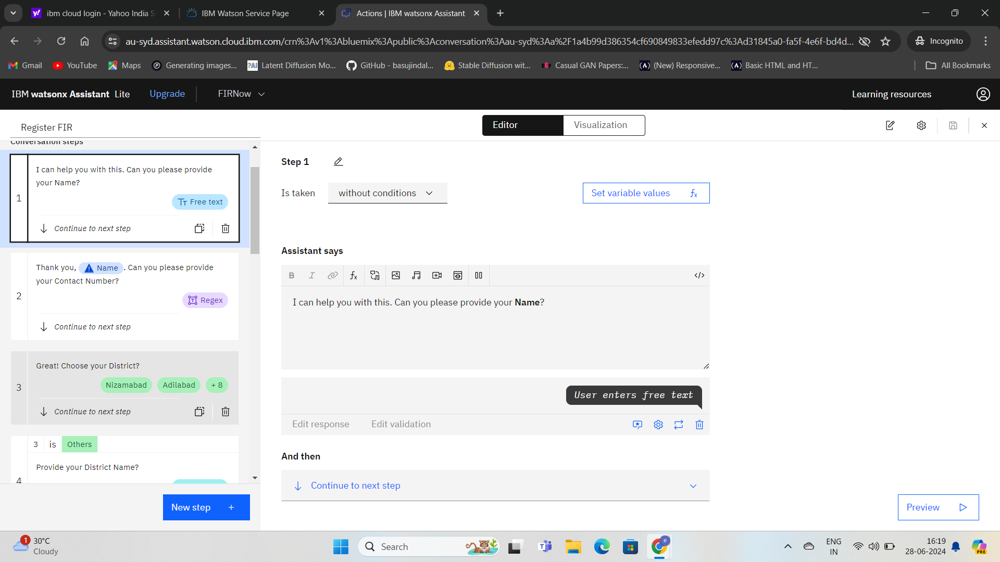 ibm cloud login - Yahoo India S
IBM Watson Service Page
Actions | IBM watsonx Assistant
au-syd.assistant.watson.cloud.ibm.com/crn%3Av1%3Abluemix%3Apublic%3Aconversation%3Aau-syd%3Aa%2F1a4b99d386354cf690849833efedd97c%3Ad31845a0-fa5f-4e6f-bd4d...
Incognito
Gmail
YouTube
Maps
Generating images...
Latent Diffusion Mo...
GitHub - basujindal...
Stable Diffusion wit...
Casual GAN Papers:...
(New) Responsive...
Basic HTML and HT...
All Bookmarks
IBM watsonx Assistant Lite
Upgrade
FIRNow
Learning resources
Register FIR
Editor
Visualization
Conversation steps
1
I can help you with this. Can you please provide
your Name?
Free text
Continue to next step
2
Thank you, Name. Can you please provide
your Contact Number?
Regex
Continue to next step
3
Great! Choose your District?
Nizamabad
Adilabad
+ 8
Continue to next step
3 is Others
4
Provide your District Name?
New step +
Step 1
Is taken
without conditions
Set variable values
Assistant says
B I
I can help you with this. Can you please provide your Name?
User enters free text
Edit response
Edit validation
And then
Continue to next step
Preview
1
30°C
Cloudy
Search
ENG
IN
16:19
28-06-2024
PRE